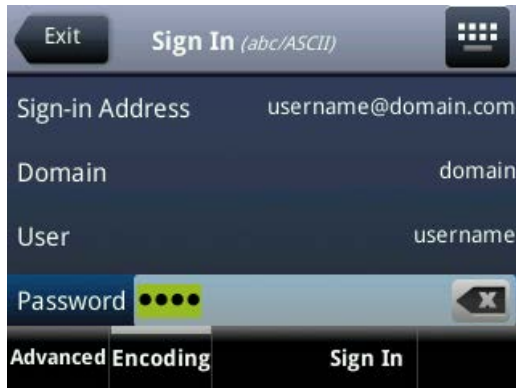 Exit Sign In (abc/ASCII)
Sign-in Address username@domain.com
Domain domain
User username
Password ●●●●
Advanced Encoding Sign In